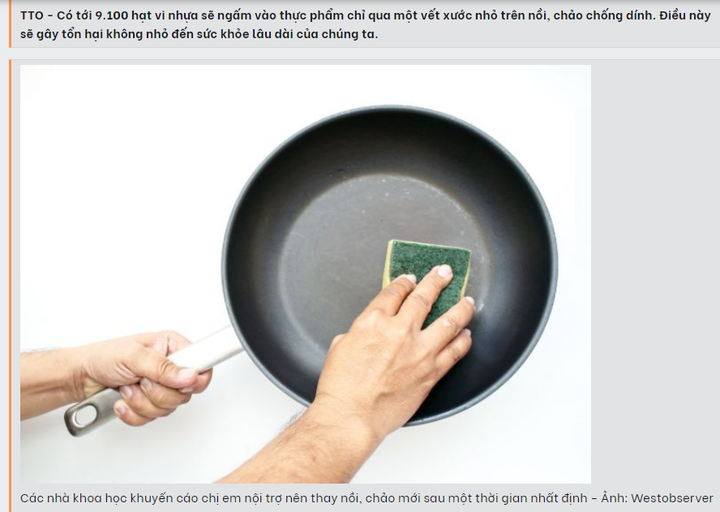 TTO - Có tới 9.100 hạt vi nhựa sẽ ngấm vào thực phẩm chỉ qua một vết xước nhỏ trên nồi, chảo chống dính. Điều này
sẽ gây tổn hại không nhỏ đến sức khỏe lâu dài của chúng ta.
Các nhà khoa học khuyến cáo chị em nội trợ nên thay nồi, chảo mới sau một thời gian nhất định - Ảnh: Westobserver